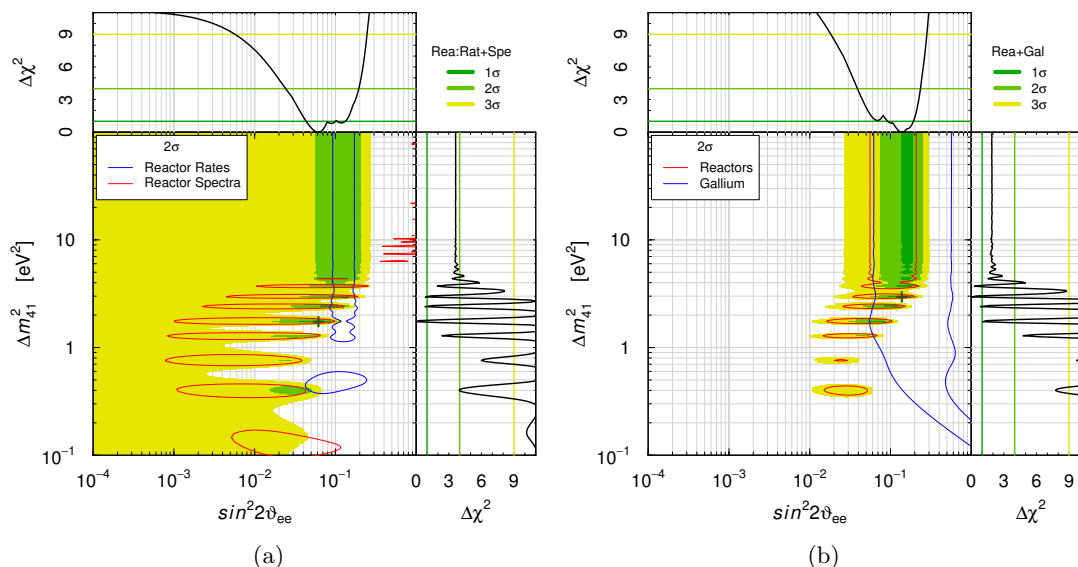 Δχ²
0
3
6
9
Rea:Rat+Spe
1σ
2σ
3σ
2σ
Reactor Rates
Reactor Spectra
Δm²₄₁ [eV²]
10
1
10⁻¹
10⁻⁴
10⁻³
10⁻²
10⁻¹
0
3
6
9
sin²2ϑee
Δχ²
(a)
Δχ²
0
3
6
9
Rea+Gal
1σ
2σ
3σ
2σ
Reactors
Gallium
Δm²₄₁ [eV²]
10
1
10⁻¹
10⁻⁴
10⁻³
10⁻²
10⁻¹
0
3
6
9
sin²2ϑee
Δχ²
(b)